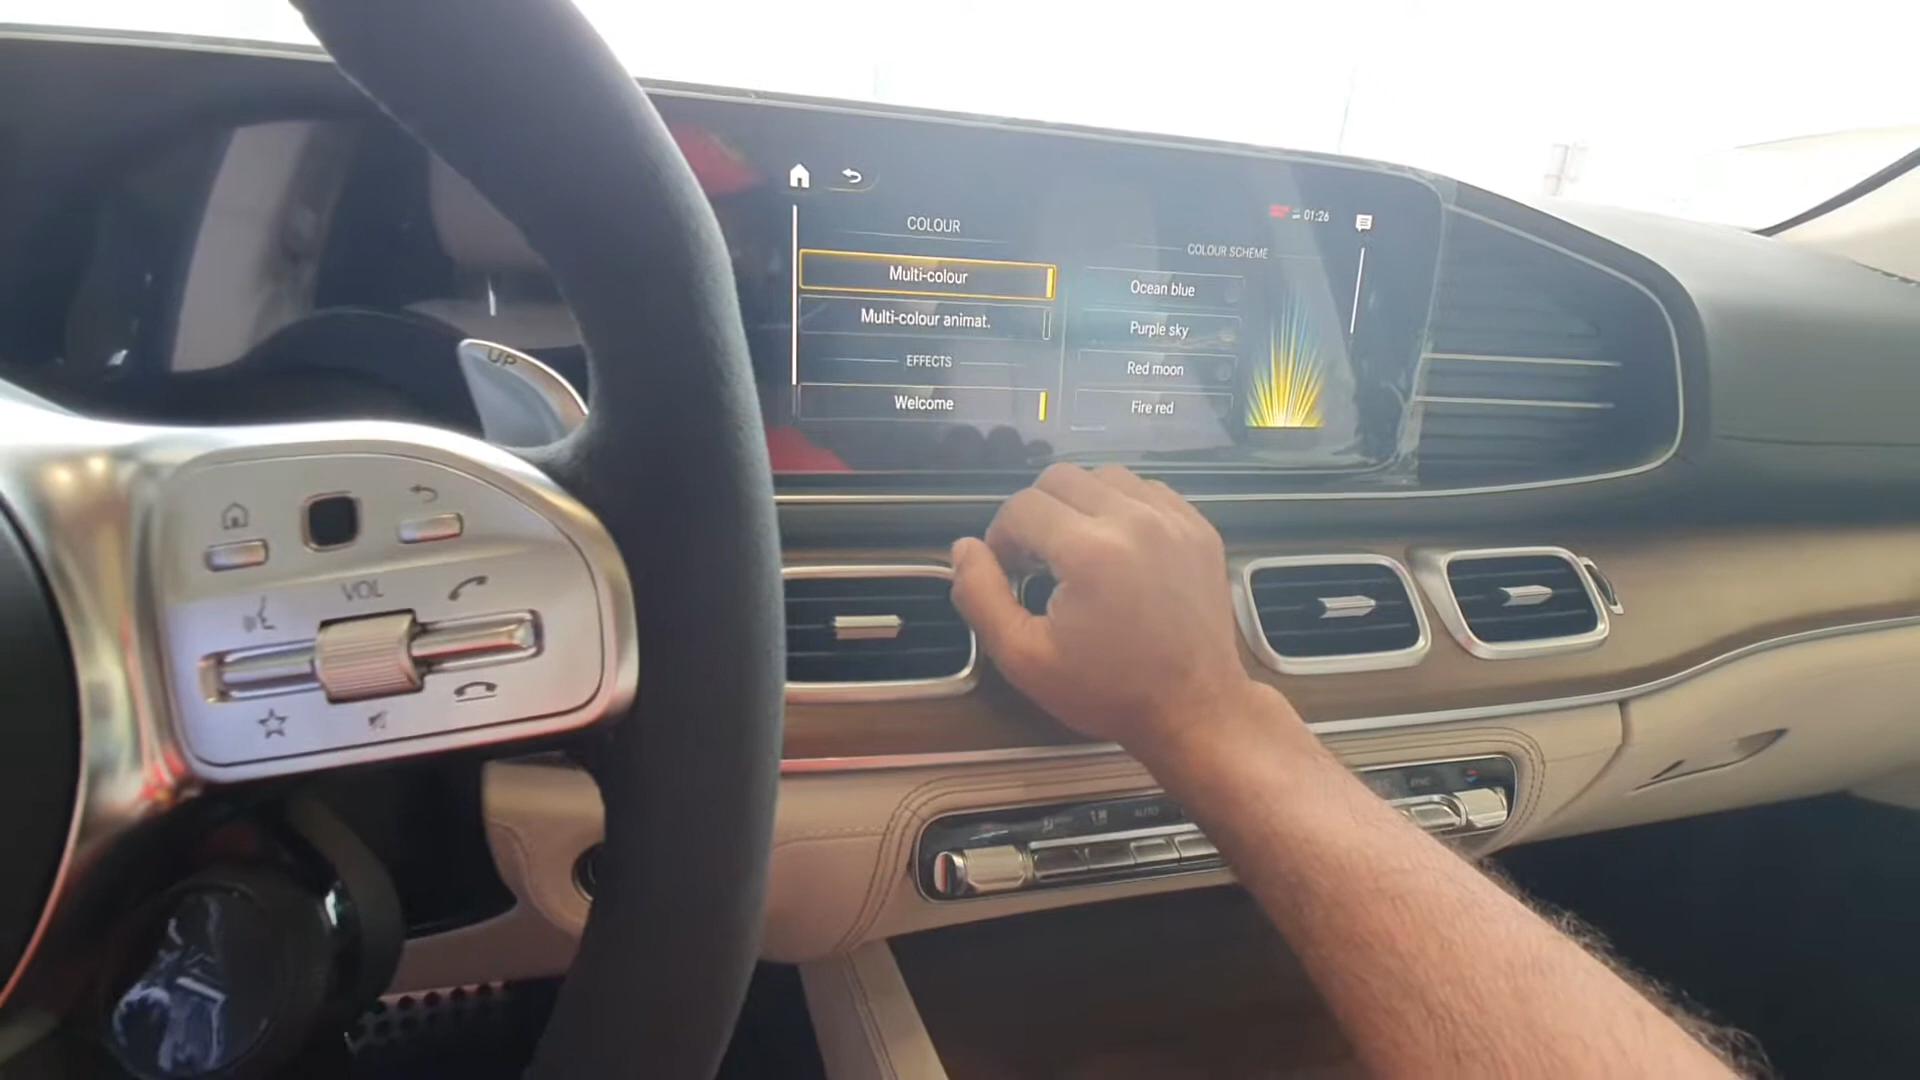 COLOUR
Multi-colour
Multi-colour animat.
EFFECTS
Welcome
01:26
COLOUR SCHEME
Ocean blue
Purple sky
Red moon
Fire red
UP
VOL
AUTO